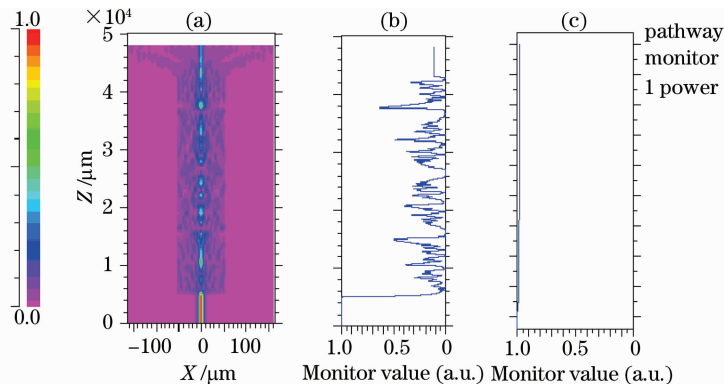 1.0
0.0
×10⁴
(a)
(b)
(c)
5
4
3
2
1
0
Z /μm
−100
0
100
X /μm
1.0
0.5
0
Monitor value (a.u.)
1.0
0.5
0
Monitor value (a.u.)
pathway
monitor
1 power